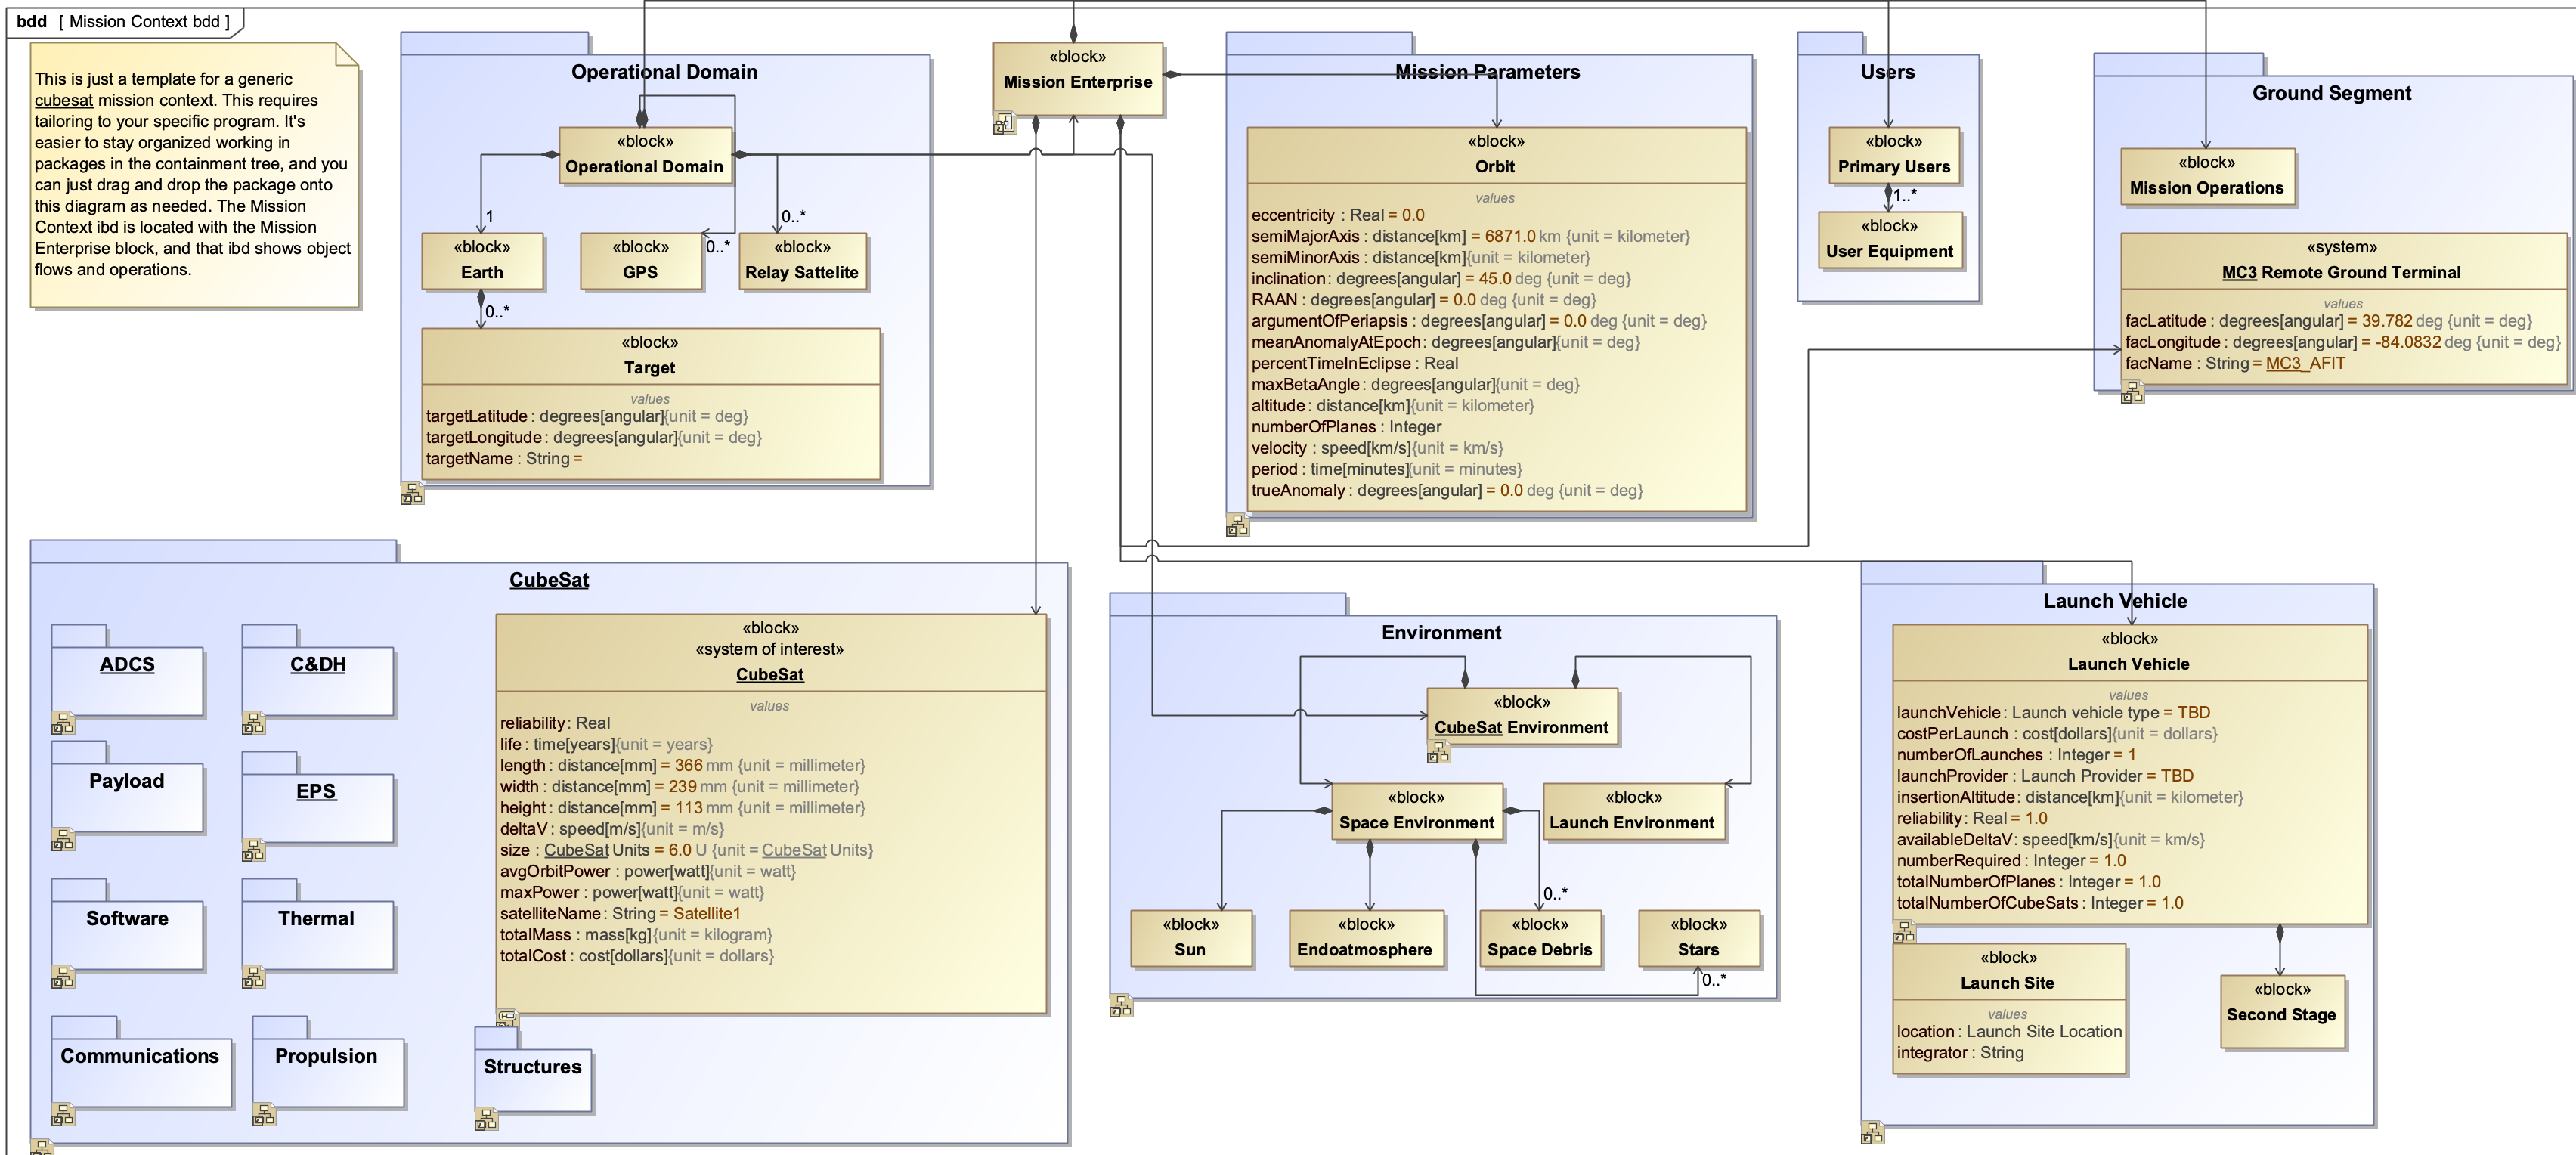 bdd [ Mission Context bdd ]
This is just a template for a generic
cubesat mission context. This requires
tailoring to your specific program. It's
easier to stay organized working in
packages in the containment tree, and you
can just drag and drop the package onto
this diagram as needed. The Mission
Context ibd is located with the Mission
Enterprise block, and that ibd shows object
flows and operations.
Operational Domain
«block»
Operational Domain
1
0..*
0..*
«block»
Earth
«block»
GPS
«block»
Relay Sattelite
0..*
«block»
Target
values
targetLatitude : degrees[angular]{unit = deg}
targetLongitude : degrees[angular]{unit = deg}
targetName : String =
«block»
Mission Enterprise
Mission Parameters
«block»
Orbit
values
eccentricity : Real = 0.0
semiMajorAxis : distance[km] = 6871.0 km {unit = kilometer}
semiMinorAxis : distance[km]{unit = kilometer}
inclination : degrees[angular] = 45.0 deg {unit = deg}
RAAN : degrees[angular] = 0.0 deg {unit = deg}
argumentOfPeriapsis : degrees[angular] = 0.0 deg {unit = deg}
meanAnomalyAtEpoch : degrees[angular]{unit = deg}
percentTimeInEclipse : Real
maxBetaAngle : degrees[angular]{unit = deg}
altitude : distance[km]{unit = kilometer}
numberOfPlanes : Integer
velocity : speed[km/s]{unit = km/s}
period : time[minutes]{unit = minutes}
trueAnomaly : degrees[angular] = 0.0 deg {unit = deg}
Users
«block»
Primary Users
1..*
«block»
User Equipment
Ground Segment
«block»
Mission Operations
«system»
MC3 Remote Ground Terminal
values
facLatitude : degrees[angular] = 39.782 deg {unit = deg}
facLongitude : degrees[angular] = -84.0832 deg {unit = deg}
facName : String = MC3_AFIT
CubeSat
ADCS
C&DH
Payload
EPS
Software
Thermal
Communications
Propulsion
Structures
«block»
«system of interest»
CubeSat
values
reliability : Real
life : time[years]{unit = years}
length : distance[mm] = 366 mm {unit = millimeter}
width : distance[mm] = 239 mm {unit = millimeter}
height : distance[mm] = 113 mm {unit = millimeter}
deltaV : speed[m/s]{unit = m/s}
size : CubeSat Units = 6.0 U {unit = CubeSat Units}
avgOrbitPower : power[watt]{unit = watt}
maxPower : power[watt]{unit = watt}
satelliteName : String = Satellite1
totalMass : mass[kg]{unit = kilogram}
totalCost : cost[dollars]{unit = dollars}
Environment
«block»
CubeSat Environment
«block»
Space Environment
«block»
Launch Environment
0..*
«block»
Sun
«block»
Endoatmosphere
«block»
Space Debris
«block»
Stars
0..*
Launch Vehicle
«block»
Launch Vehicle
values
launchVehicle : Launch vehicle type = TBD
costPerLaunch : cost[dollars]{unit = dollars}
numberOfLaunches : Integer = 1
launchProvider : Launch Provider = TBD
insertionAltitude : distance[km]{unit = kilometer}
reliability : Real = 1.0
availableDeltaV : speed[km/s]{unit = km/s}
numberRequired : Integer = 1.0
totalNumberOfPlanes : Integer = 1.0
totalNumberOfCubeSats : Integer = 1.0
«block»
Launch Site
values
location : Launch Site Location
integrator : String
«block»
Second Stage